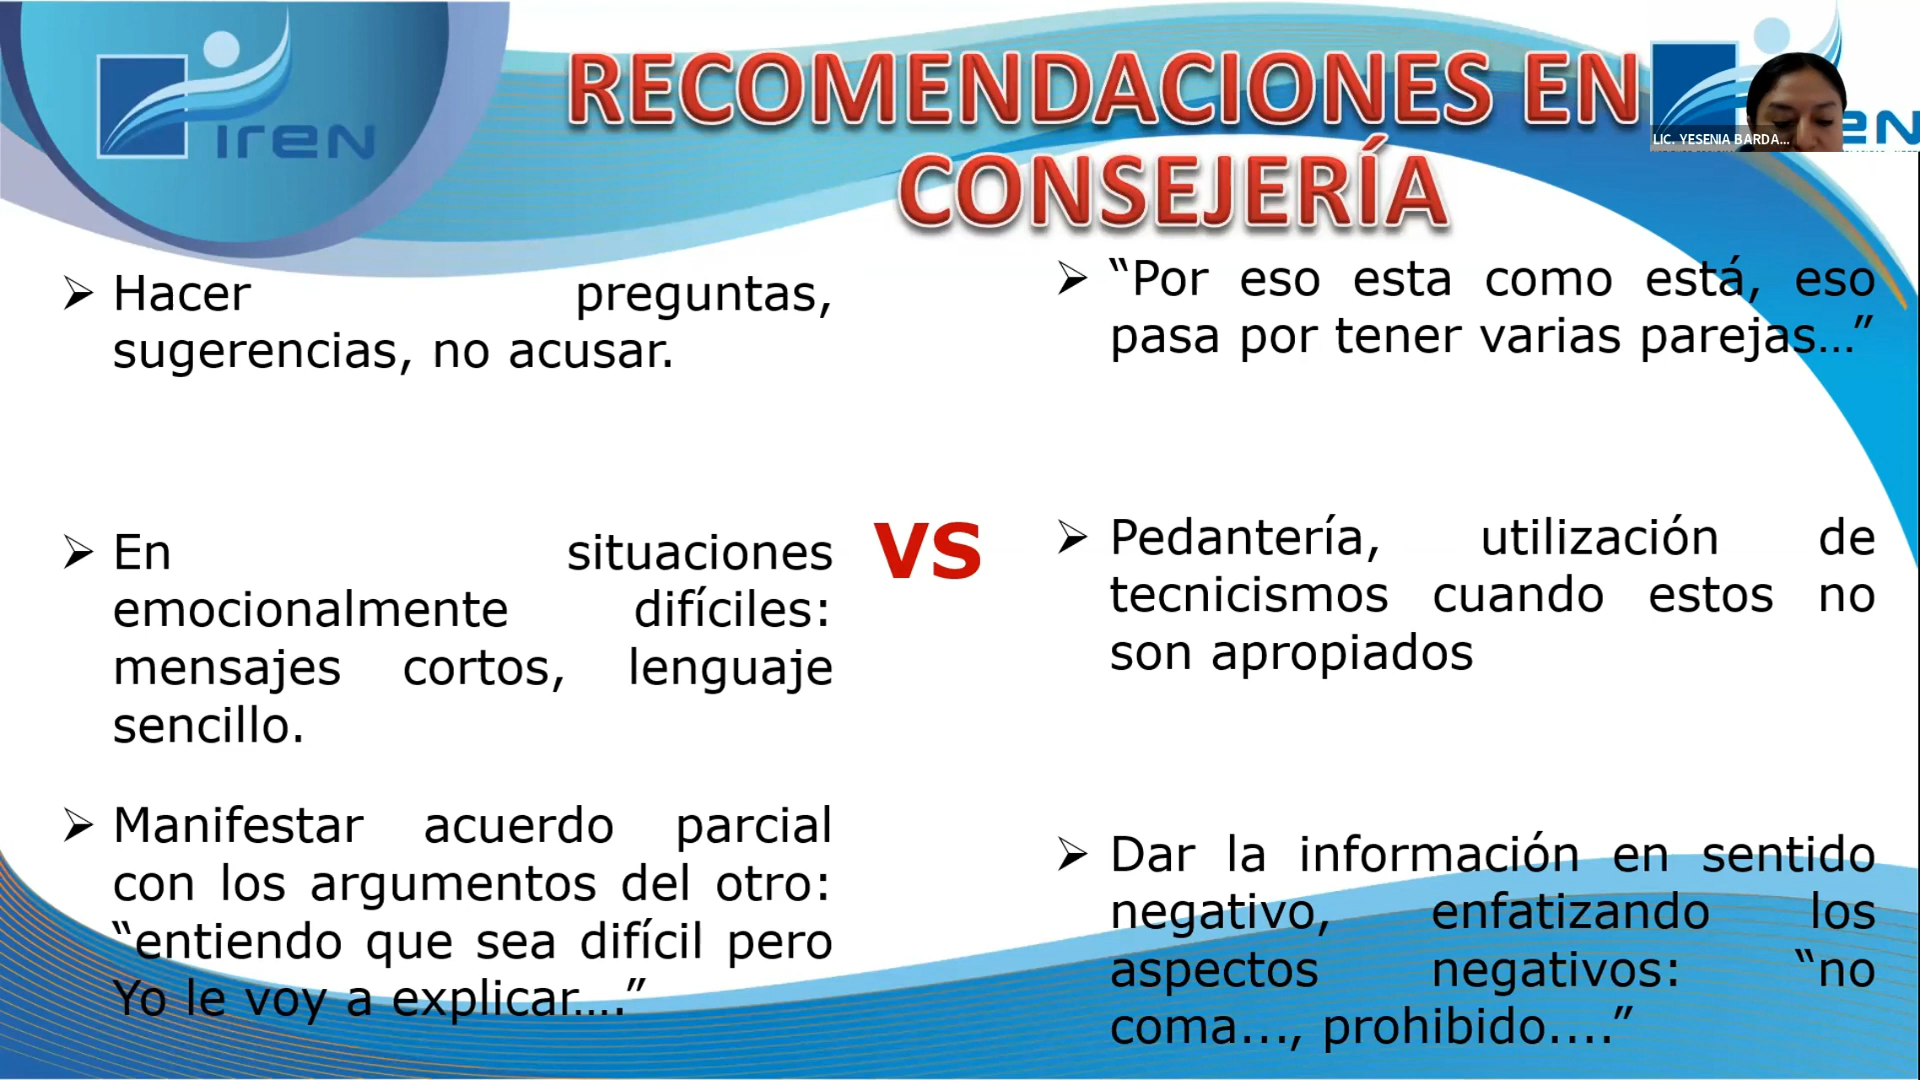 IREN
RECOMENDACIONES EN
CONSEJERÍA
LIC. YESENIA BARDA...
EN
➢ Hacer preguntas,
sugerencias, no acusar.
➢ En situaciones
emocionalmente difíciles:
mensajes cortos, lenguaje
sencillo.
➢ Manifestar acuerdo parcial
con los argumentos del otro:
“entiendo que sea difícil pero
Yo le voy a explicar….”
VS
➢ “Por eso esta como está, eso
pasa por tener varias parejas…”
➢ Pedantería, utilización de
tecnicismos cuando estos no
son apropiados
➢ Dar la información en sentido
negativo, enfatizando los
aspectos negativos: “no
coma..., prohibido....”